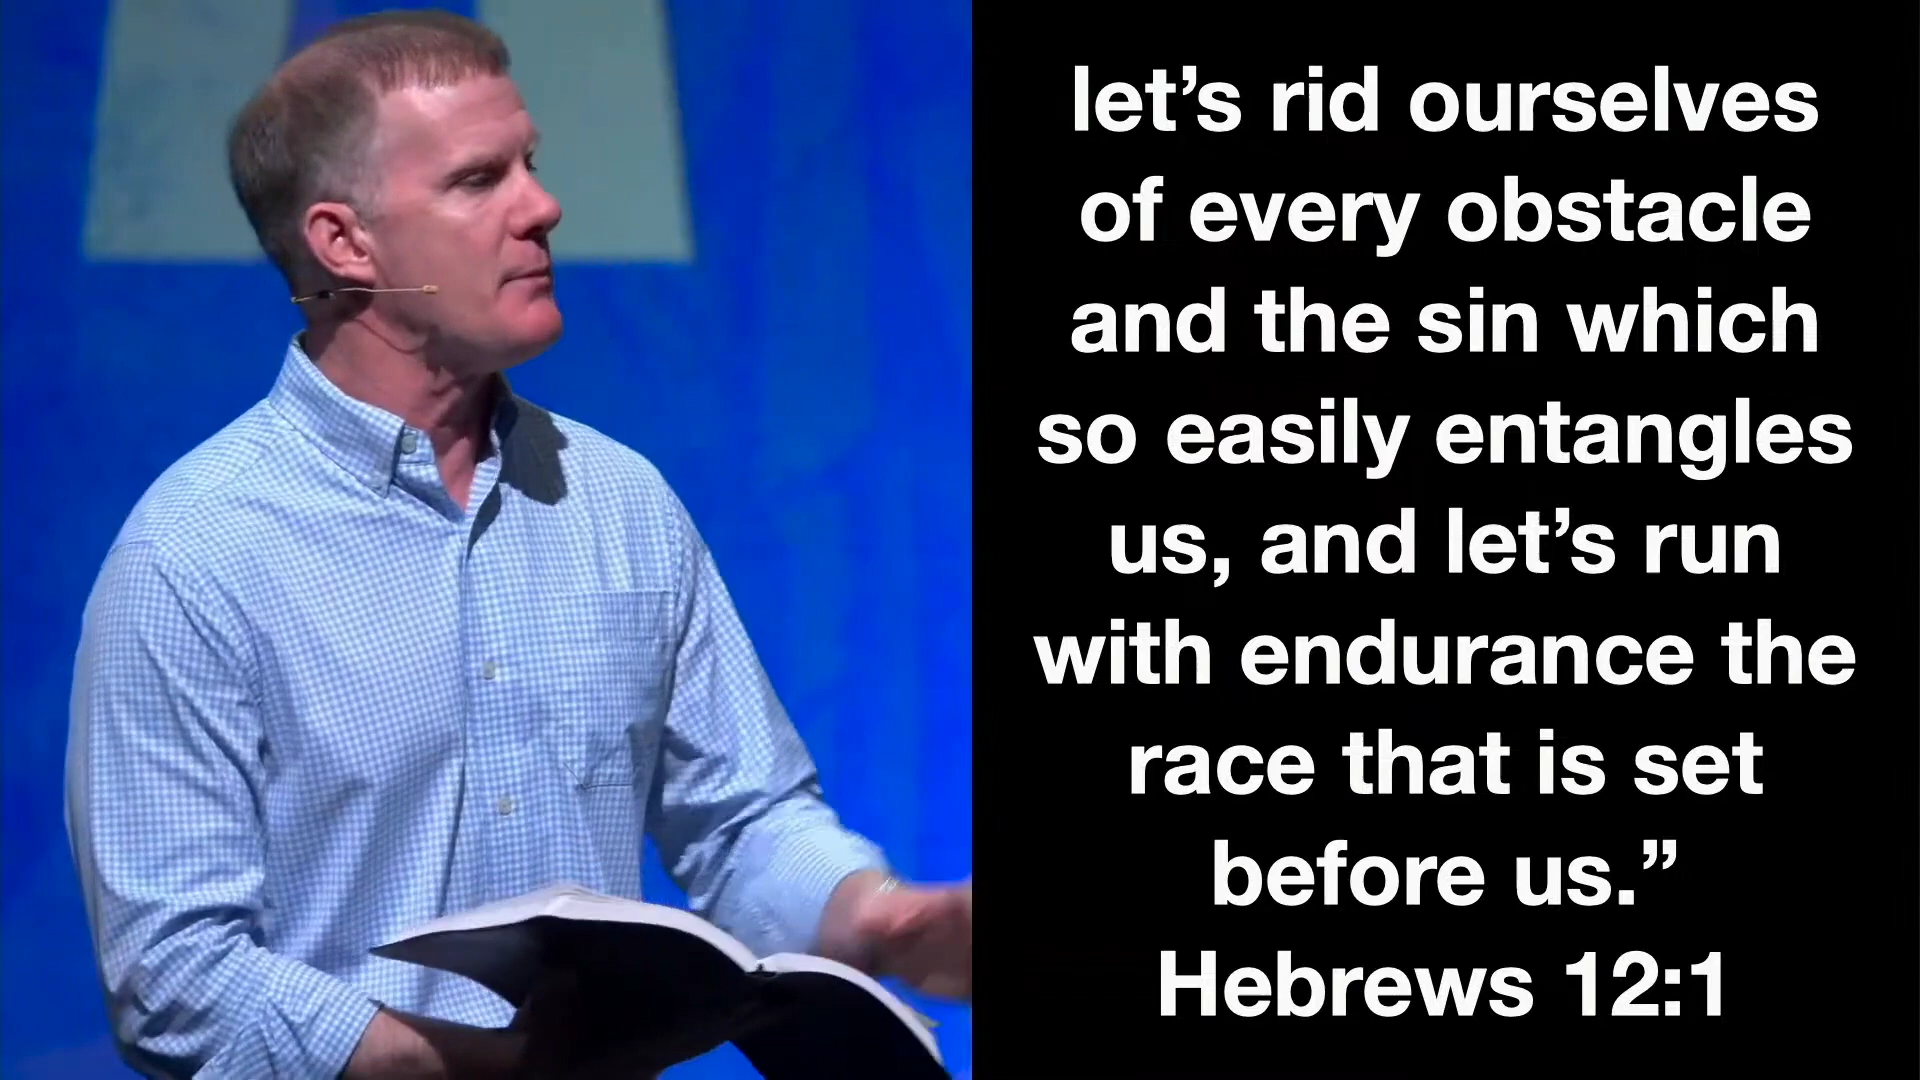 let’s rid ourselves
of every obstacle
and the sin which
so easily entangles
us, and let’s run
with endurance the
race that is set
before us.”
Hebrews 12:1